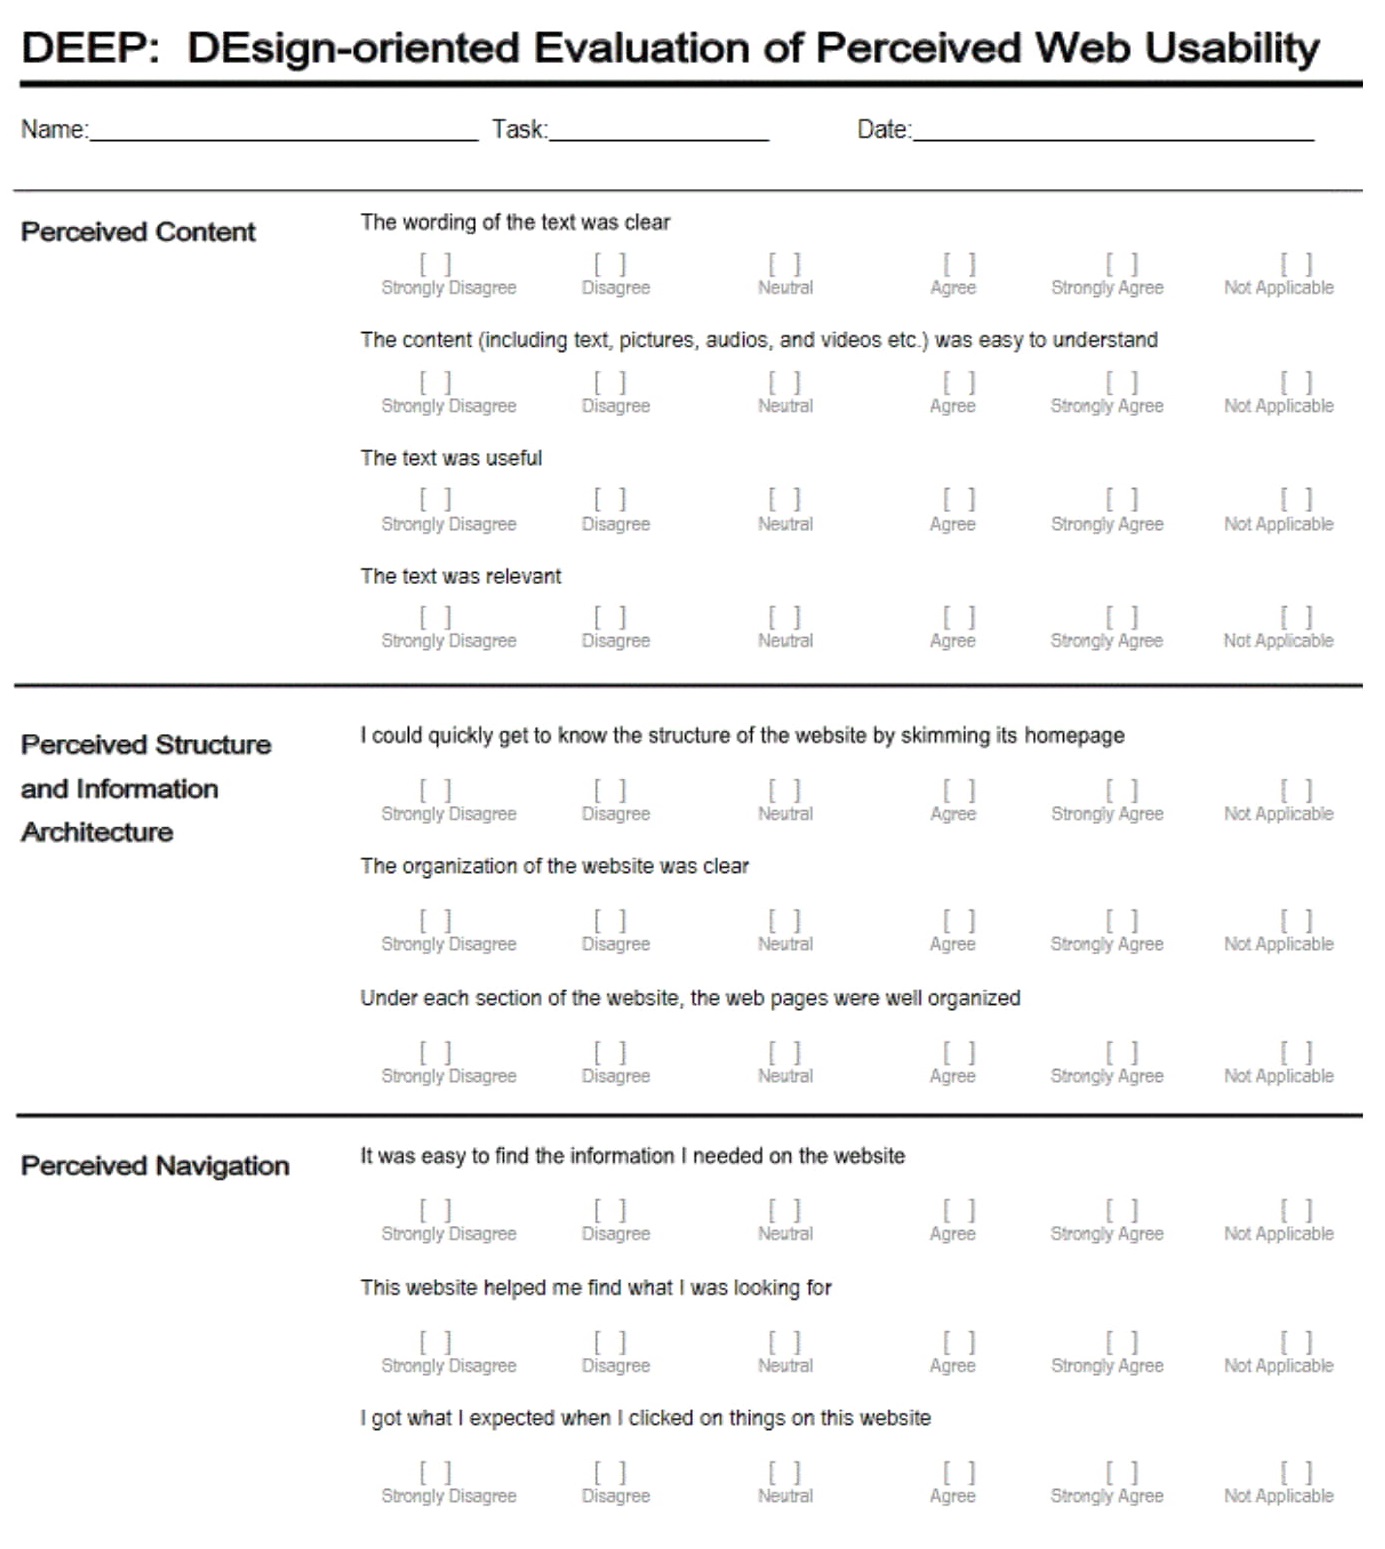 DEEP: DEsign-oriented Evaluation of Perceived Web Usability
Name:____________________ Task:____________ Date:____________________
Perceived Content
The wording of the text was clear
[ ] [ ] [ ] [ ] [ ] [ ]
Strongly Disagree Disagree Neutral Agree Strongly Agree Not Applicable
The content (including text, pictures, audios, and videos etc.) was easy to understand
[ ] [ ] [ ] [ ] [ ] [ ]
Strongly Disagree Disagree Neutral Agree Strongly Agree Not Applicable
The text was useful
[ ] [ ] [ ] [ ] [ ] [ ]
Strongly Disagree Disagree Neutral Agree Strongly Agree Not Applicable
The text was relevant
[ ] [ ] [ ] [ ] [ ] [ ]
Strongly Disagree Disagree Neutral Agree Strongly Agree Not Applicable
Perceived Structure
and Information
Architecture
I could quickly get to know the structure of the website by skimming its homepage
[ ] [ ] [ ] [ ] [ ] [ ]
Strongly Disagree Disagree Neutral Agree Strongly Agree Not Applicable
The organization of the website was clear
[ ] [ ] [ ] [ ] [ ] [ ]
Strongly Disagree Disagree Neutral Agree Strongly Agree Not Applicable
Under each section of the website, the web pages were well organized
[ ] [ ] [ ] [ ] [ ] [ ]
Strongly Disagree Disagree Neutral Agree Strongly Agree Not Applicable
Perceived Navigation
It was easy to find the information I needed on the website
[ ] [ ] [ ] [ ] [ ] [ ]
Strongly Disagree Disagree Neutral Agree Strongly Agree Not Applicable
This website helped me find what I was looking for
[ ] [ ] [ ] [ ] [ ] [ ]
Strongly Disagree Disagree Neutral Agree Strongly Agree Not Applicable
I got what I expected when I clicked on things on this website
[ ] [ ] [ ] [ ] [ ] [ ]
Strongly Disagree Disagree Neutral Agree Strongly Agree Not Applicable